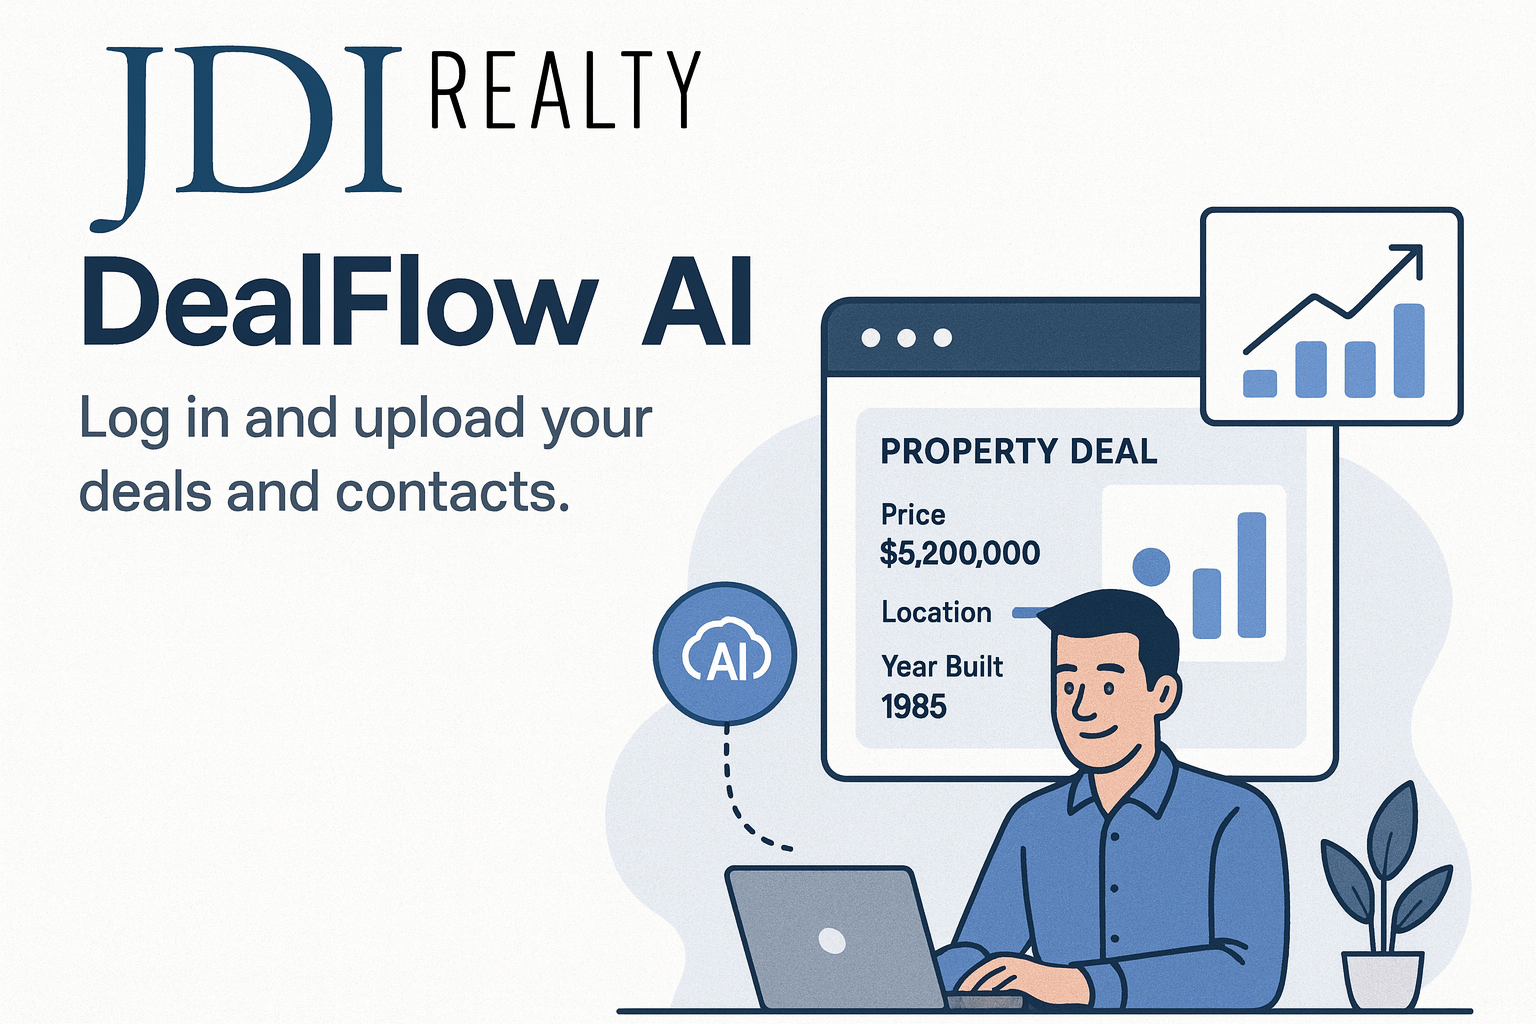 JDI REALTY
DealFlow AI
Log in and upload your
deals and contacts.
PROPERTY DEAL
Price
$5,200,000
Location
Year Built
1985
AI